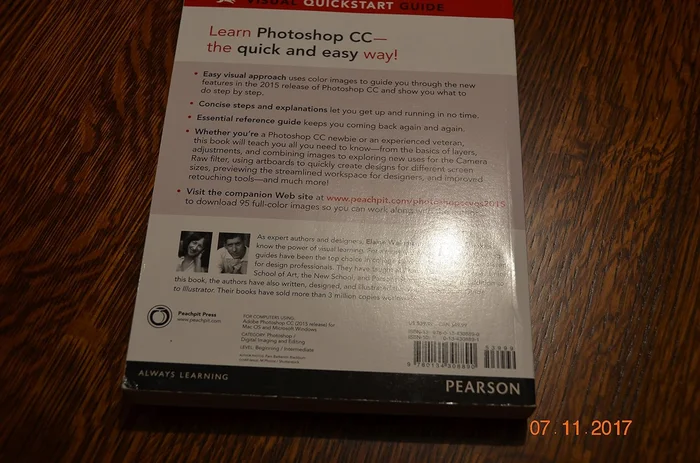 VISUAL QUICKSTART GUIDE
Learn Photoshop CC—
the quick and easy way!
• Easy visual approach uses color images to guide you through the new
features in the 2015 release of Photoshop CC and show you what to
do step by step.
• Concise steps and explanations let you get up and running in no time.
• Essential reference guide keeps you coming back again and again.
• Whether you're a Photoshop CC newbie or an experienced veteran,
this book will teach you all you need to know—from the basics of layers,
adjustments, and combining images to exploring new uses for the Camera
Raw filter, using artboards to quickly create designs for different screen
sizes, previewing the streamlined workspace for designers, and improved
retouching tools—and much more!
• Visit the companion Web site at www.peachpit.com/photoshopccvqs2015
to download 95 full-color images so you can work along with
As expert authors and designers, Elaine
know the power of visual learning.
guides have been the top choice
for design professionals. They have taught at
School of Art, the New School, and
this book, the authors have also written, designed, and
to Illustrator. Their books have sold more than 3 million copies
Peachpit Press
www.peachpit.com
FOR COMPUTERS USING:
Adobe Photoshop CC (2015 release) for
Mac OS and Microsoft Windows
CATEGORY: Photoshop /
Digital Imaging and Editing
LEVEL: Beginning / Intermediate
ALWAYS LEARNING
PEARSON
07.11.2017